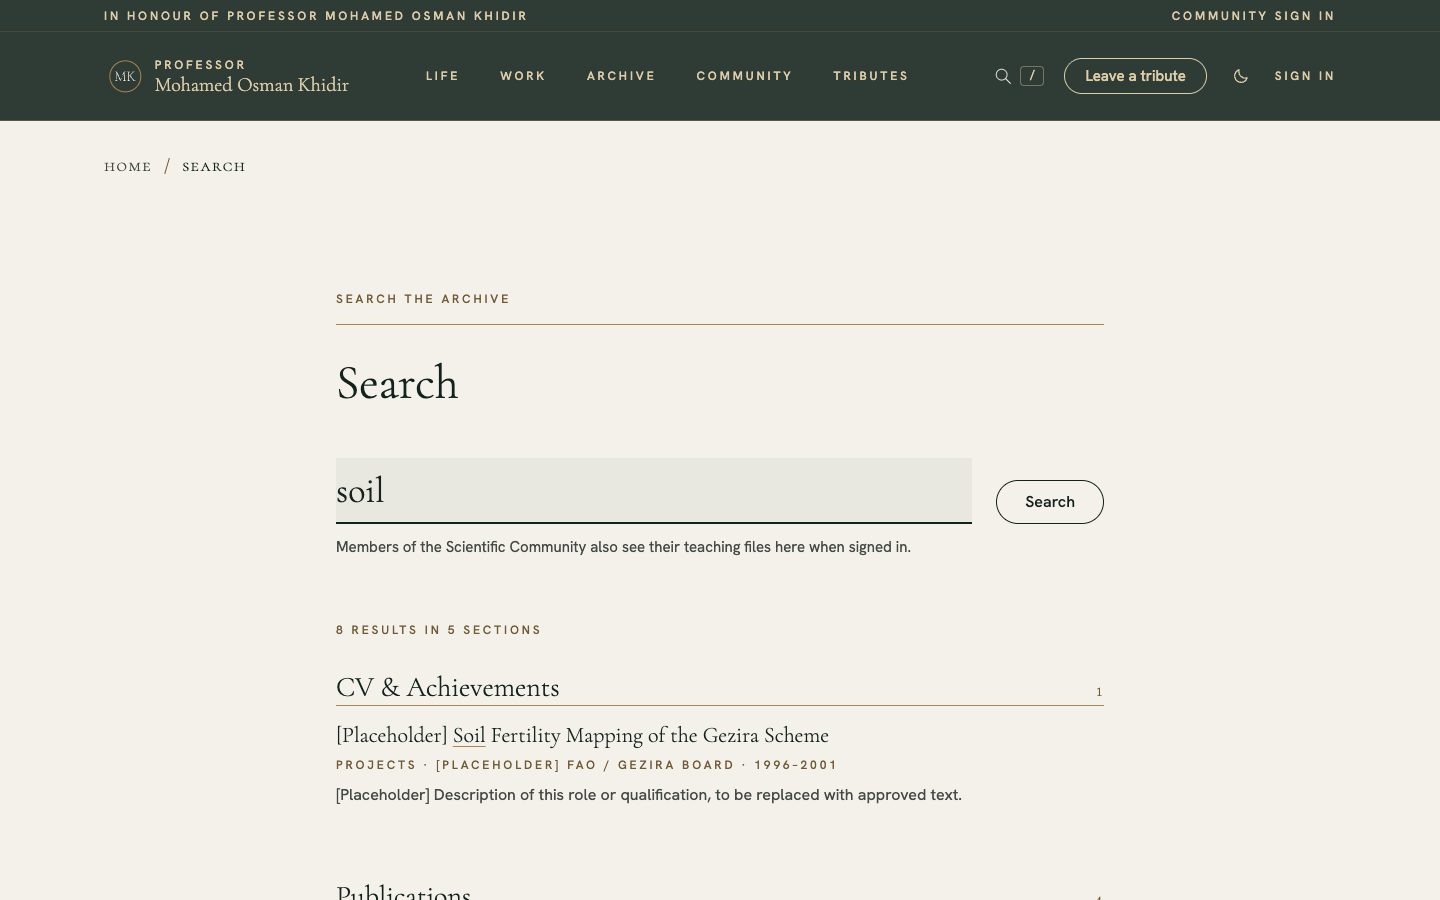 IN HONOUR OF PROFESSOR MOHAMED OSMAN KHIDIR
COMMUNITY SIGN IN
MK
PROFESSOR
Mohamed Osman Khidir
LIFE
WORK
ARCHIVE
COMMUNITY
TRIBUTES
/
Leave a tribute
SIGN IN
HOME / SEARCH
SEARCH THE ARCHIVE
Search
soil
Search
Members of the Scientific Community also see their teaching files here when signed in.
8 RESULTS IN 5 SECTIONS
CV & Achievements
1
[Placeholder] Soil Fertility Mapping of the Gezira Scheme
PROJECTS · [PLACEHOLDER] FAO / GEZIRA BOARD · 1996–2001
[Placeholder] Description of this role or qualification, to be replaced with approved text.
Publications